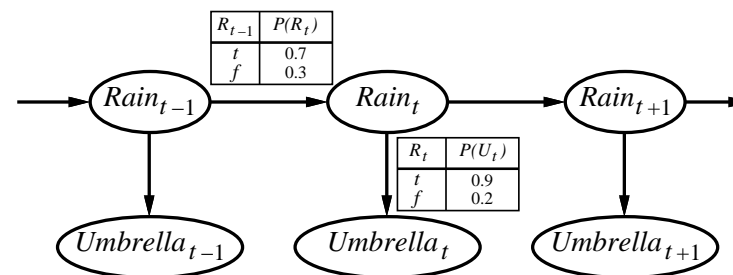 R_{t-1} P(R_t)
t 0.7
f 0.3
Rain_{t-1} Rain_t Rain_{t+1}
R_t P(U_t)
t 0.9
f 0.2
Umbrella_{t-1} Umbrella_t Umbrella_{t+1}